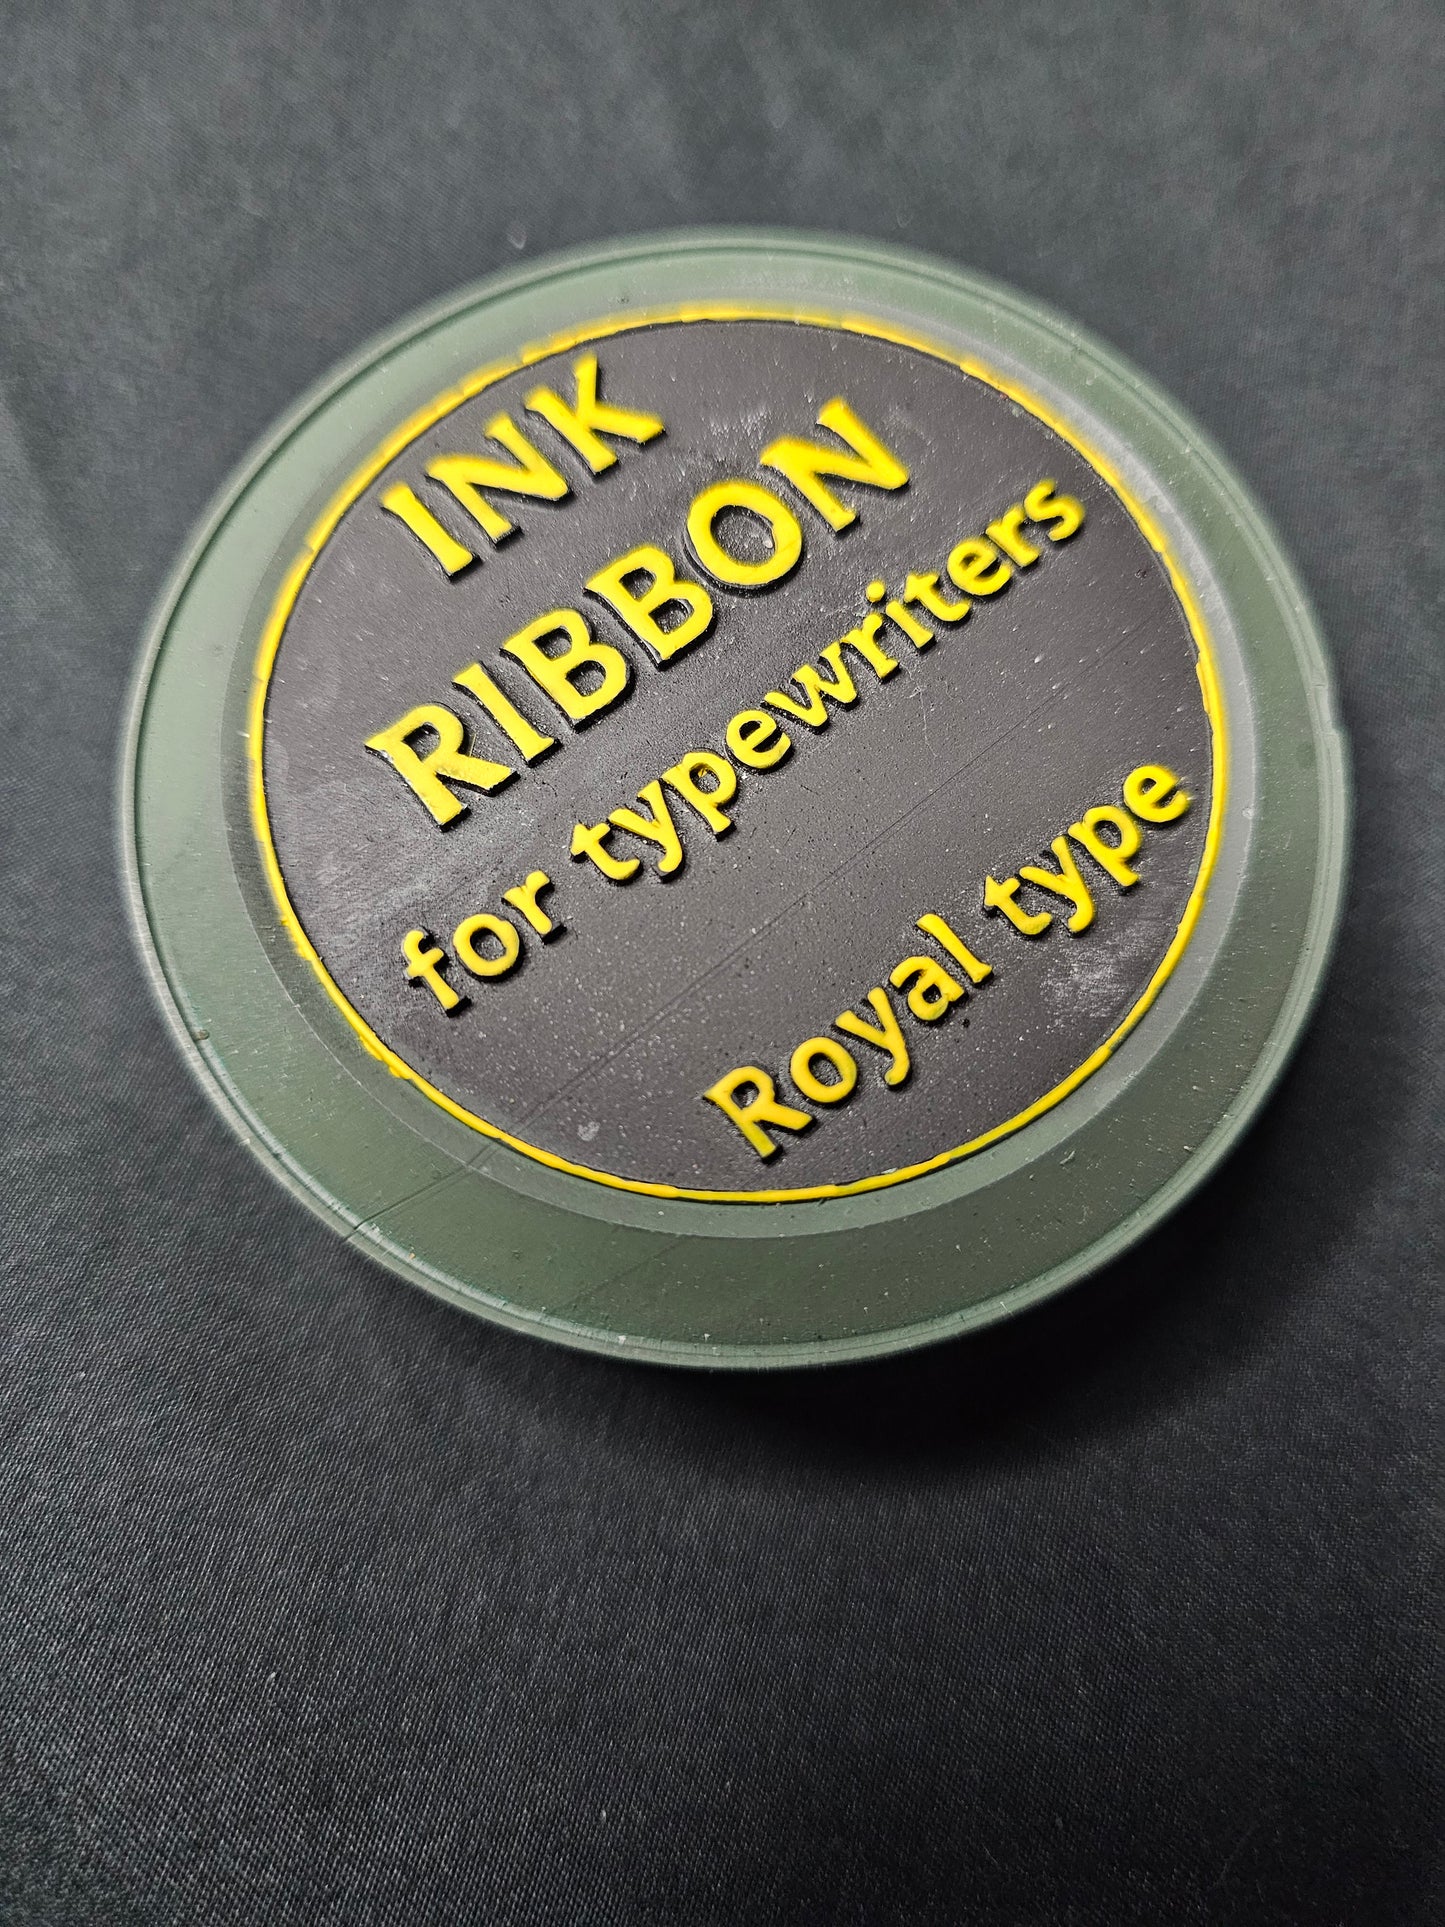 INK
RIBBON
for typewriters
Royal type